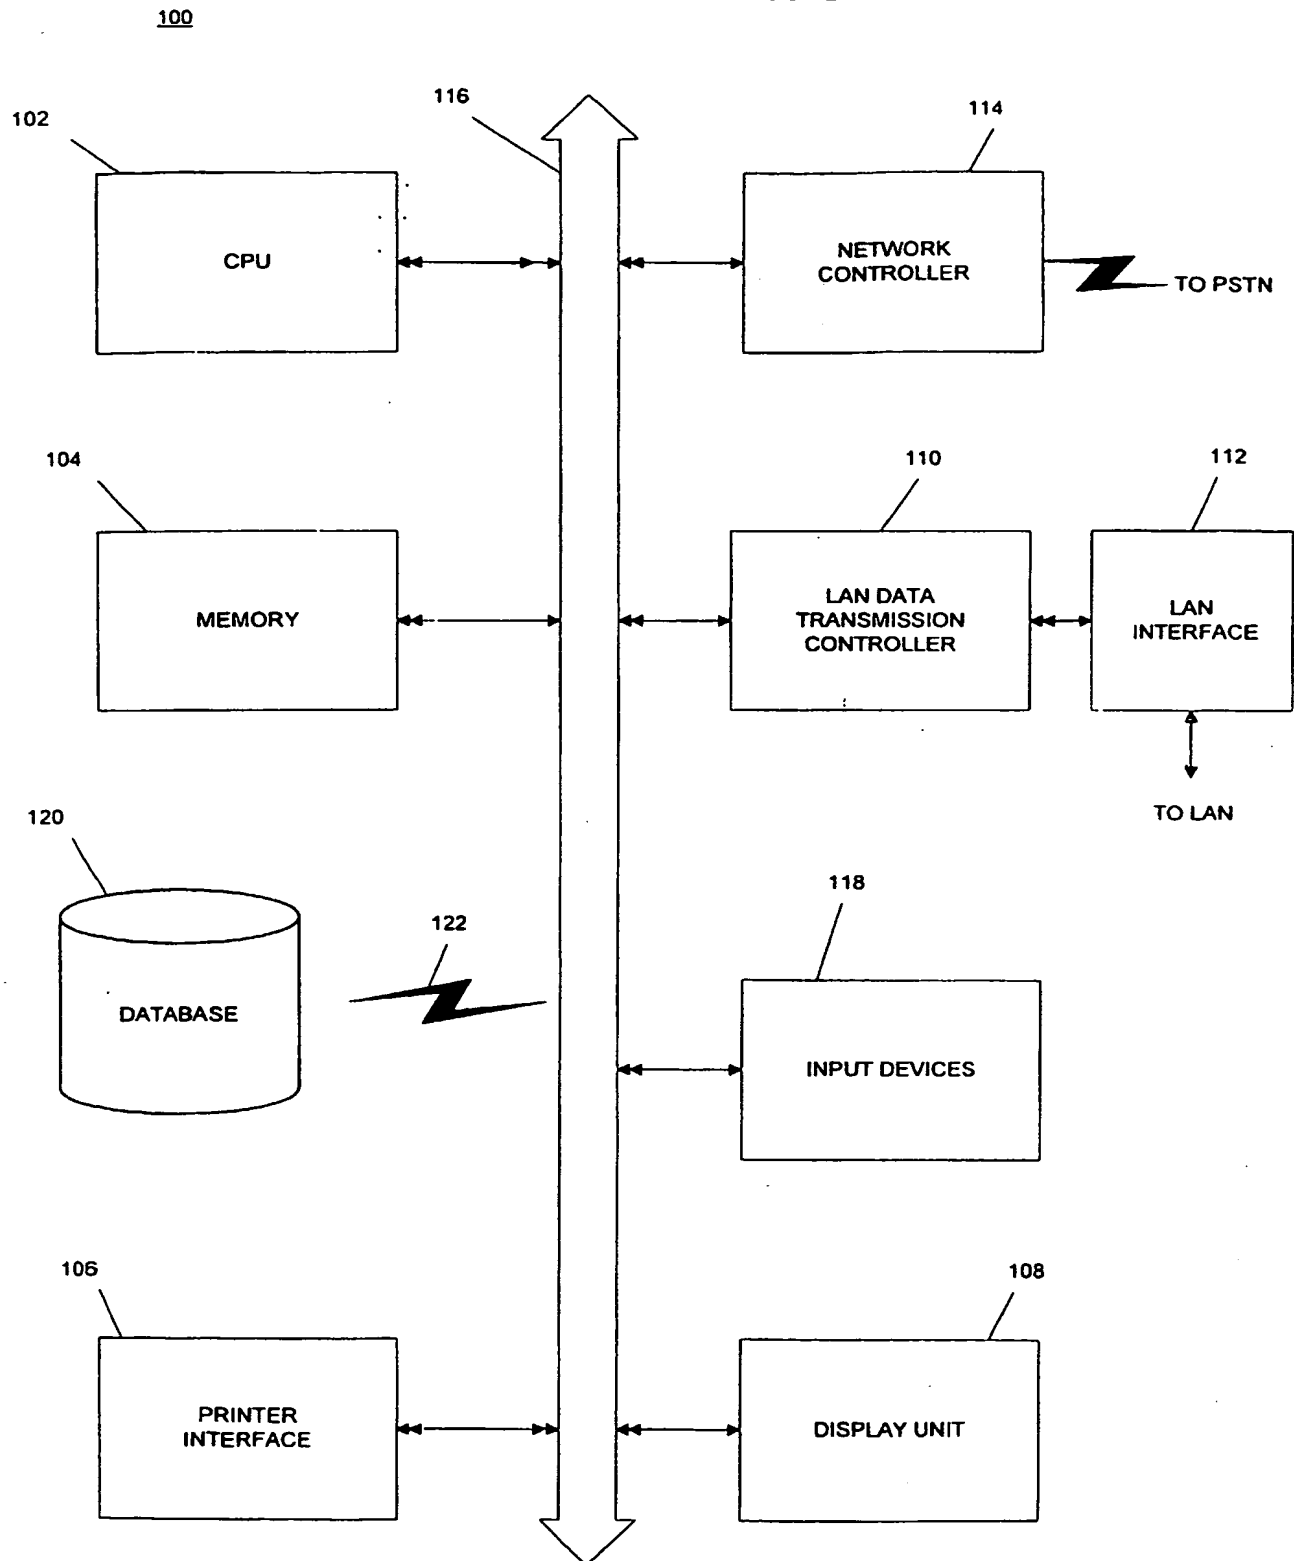 100
102
116
114
CPU
NETWORK
CONTROLLER
TO PSTN
104
110
112
MEMORY
LAN DATA
TRANSMISSION
CONTROLLER
LAN
INTERFACE
TO LAN
120
118
122
DATABASE
INPUT DEVICES
106
108
PRINTER
INTERFACE
DISPLAY UNIT